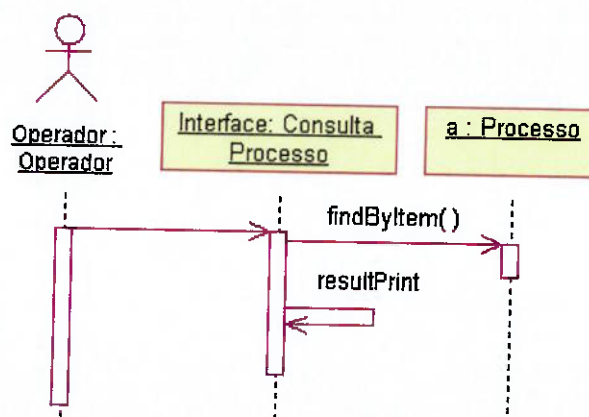 Operador :
Operador
Interface: Consulta
Processo
a : Processo
findByItem( )
resultPrint